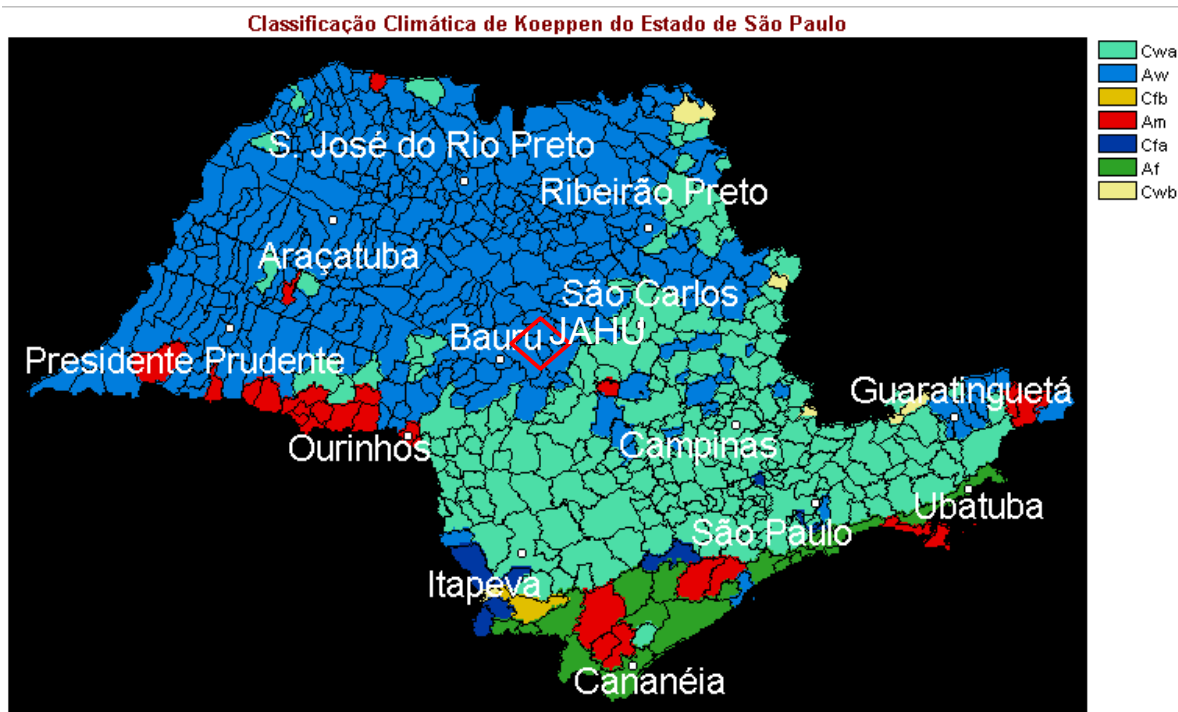 Classificação Climática de Koeppen do Estado de São Paulo
Cwa
Aw
Cfb
Am
Cfa
Af
Cwb
S. José do Rio Preto
Ribeirão Preto
Araçatuba
São Carlos
Bauru
JAHU
Presidente Prudente
Guaratinguetá
Ourinhos
Campinas
Ubatuba
São Paulo
Itapeva
Cananéia